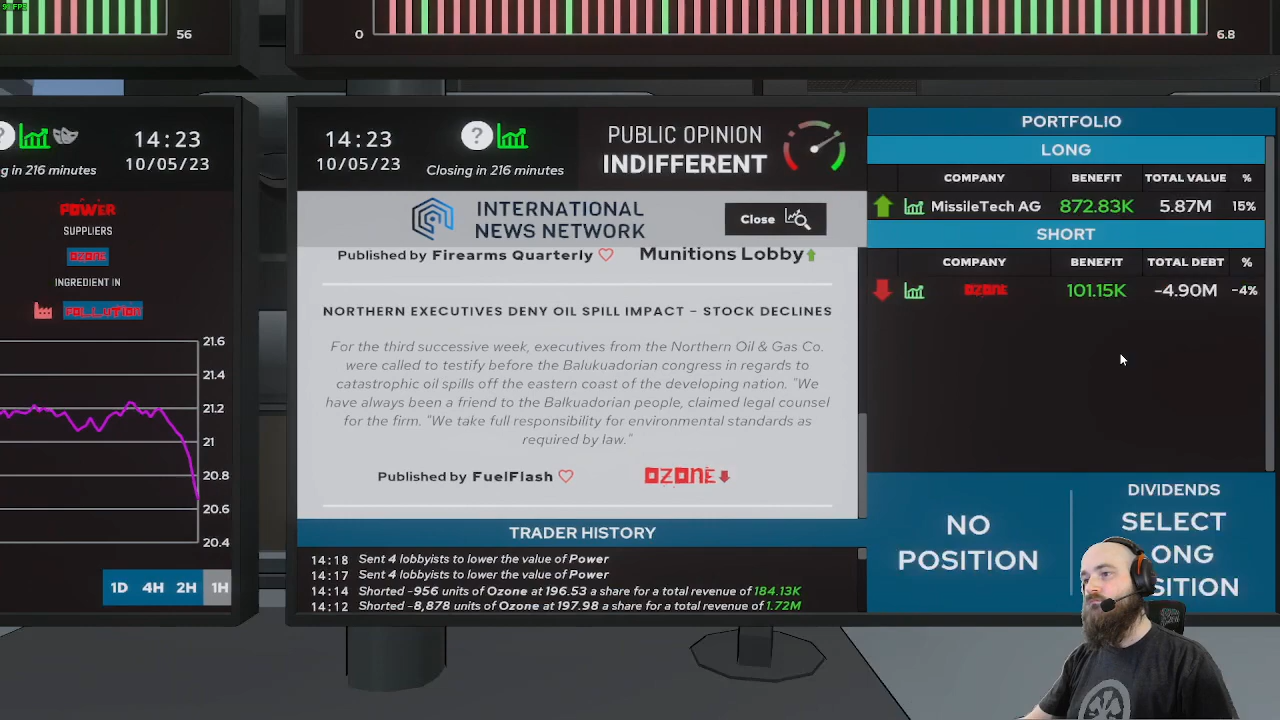 91 FPS
56
0
6.8
?
14:23
10/05/23
g in 216 minutes
POWER
SUPPLIERS
OZONE
INGREDIENT IN
POLLUTION
21.6
21.4
21.2
21
20.8
20.6
20.4
1D 4H 2H 1H
14:23
10/05/23
?
Closing in 216 minutes
PUBLIC OPINION
INDIFFERENT
INTERNATIONAL
NEWS NETWORK
Close
Published by Firearms Quarterly Munitions Lobby
NORTHERN EXECUTIVES DENY OIL SPILL IMPACT - STOCK DECLINES
For the third successive week, executives from the Northern Oil & Gas Co.
were called to testify before the Balukuadorian congress in regards to
catastrophic oil spills off the eastern coast of the developing nation. "We
have always been a friend to the Balkuadorian people, claimed legal counsel
for the firm. "We take full responsibility for environmental standards as
required by law."
Published by FuelFlash OZONE
TRADER HISTORY
14:18 Sent 4 lobbyists to lower the value of Power
14:17 Sent 4 lobbyists to lower the value of Power
14:14 Shorted -956 units of Ozone at 196.53 a share for a total revenue of 184.13K
14:12 Shorted -8,878 units of Ozone at 197.98 a share for a total revenue of 1.72M
PORTFOLIO
LONG
COMPANY BENEFIT TOTAL VALUE %
MissileTech AG 872.83K 5.87M 15%
SHORT
COMPANY BENEFIT TOTAL DEBT %
OZONE 101.15K -4.90M -4%
NO
POSITION
DIVIDENDS
SELECT
LONG
POSITION